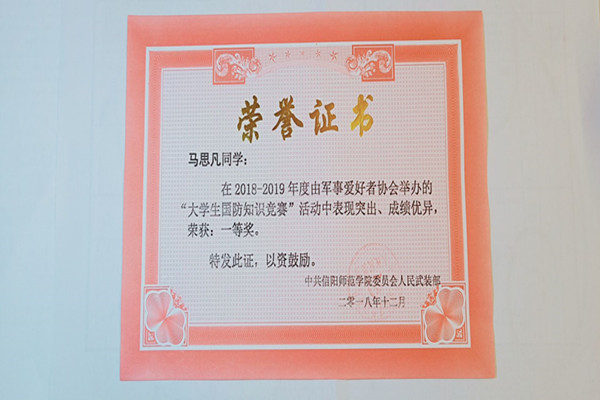 荣誉证书
马思凡同学:
在2018-2019年度由军事爱好者协会举办的
“大学生国防知识竞赛”活动中表现突出、成绩优异,
荣获:一等奖。
特发此证,以资鼓励。
中共信阳师范学院委员会人民武装部
二零一八年十二月